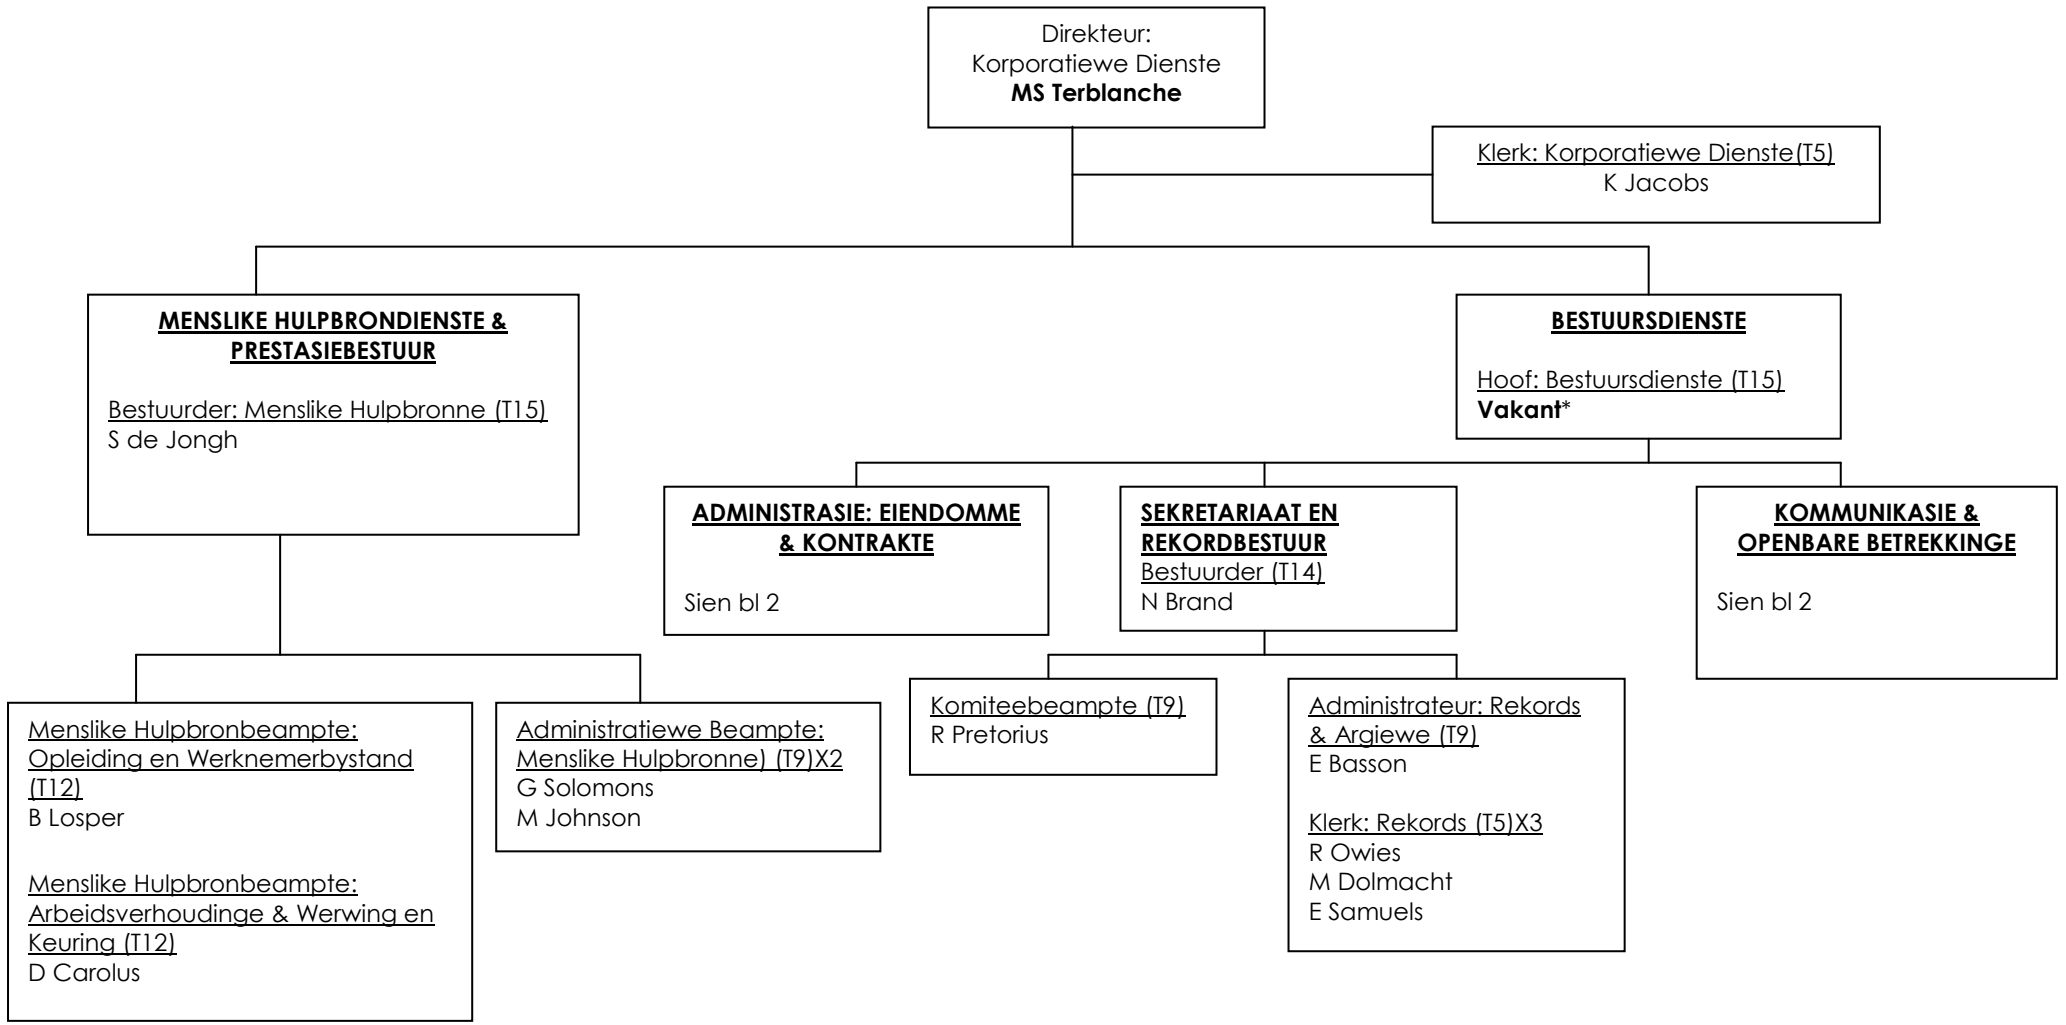 Direkteur:
Korporatiewe Dienste
MS Terblanche
Klerk: Korporatiewe Dienste(T5)
K Jacobs
MENSLIKE HULPBRONDIENSTE &
PRESTASIEBESTUUR
Bestuurder: Menslike Hulpbronne (T15)
S de Jongh
BESTUURSDIENSTE
Hoof: Bestuursdienste (T15)
Vakant*
ADMINISTRASIE: EIENDOMME
& KONTRAKTE
Sien bl 2
SEKRETARIAAT EN
REKORDBESTUUR
Bestuurder (T14)
N Brand
KOMMUNIKASIE &
OPENBARE BETREKKINGE
Sien bl 2
Menslike Hulpbronbeampte:
Opleiding en Werknemerbystand
(T12)
B Losper
Menslike Hulpbronbeampte:
Arbeidsverhoudinge & Werwing en
Keuring (T12)
D Carolus
Administratiewe Beampte:
Menslike Hulpbronne) (T9)X2
G Solomons
M Johnson
Komiteebeampte (T9)
R Pretorius
Administrateur: Rekords
& Argiewe (T9)
E Basson
Klerk: Rekords (T5)X3
R Owies
M Dolmacht
E Samuels